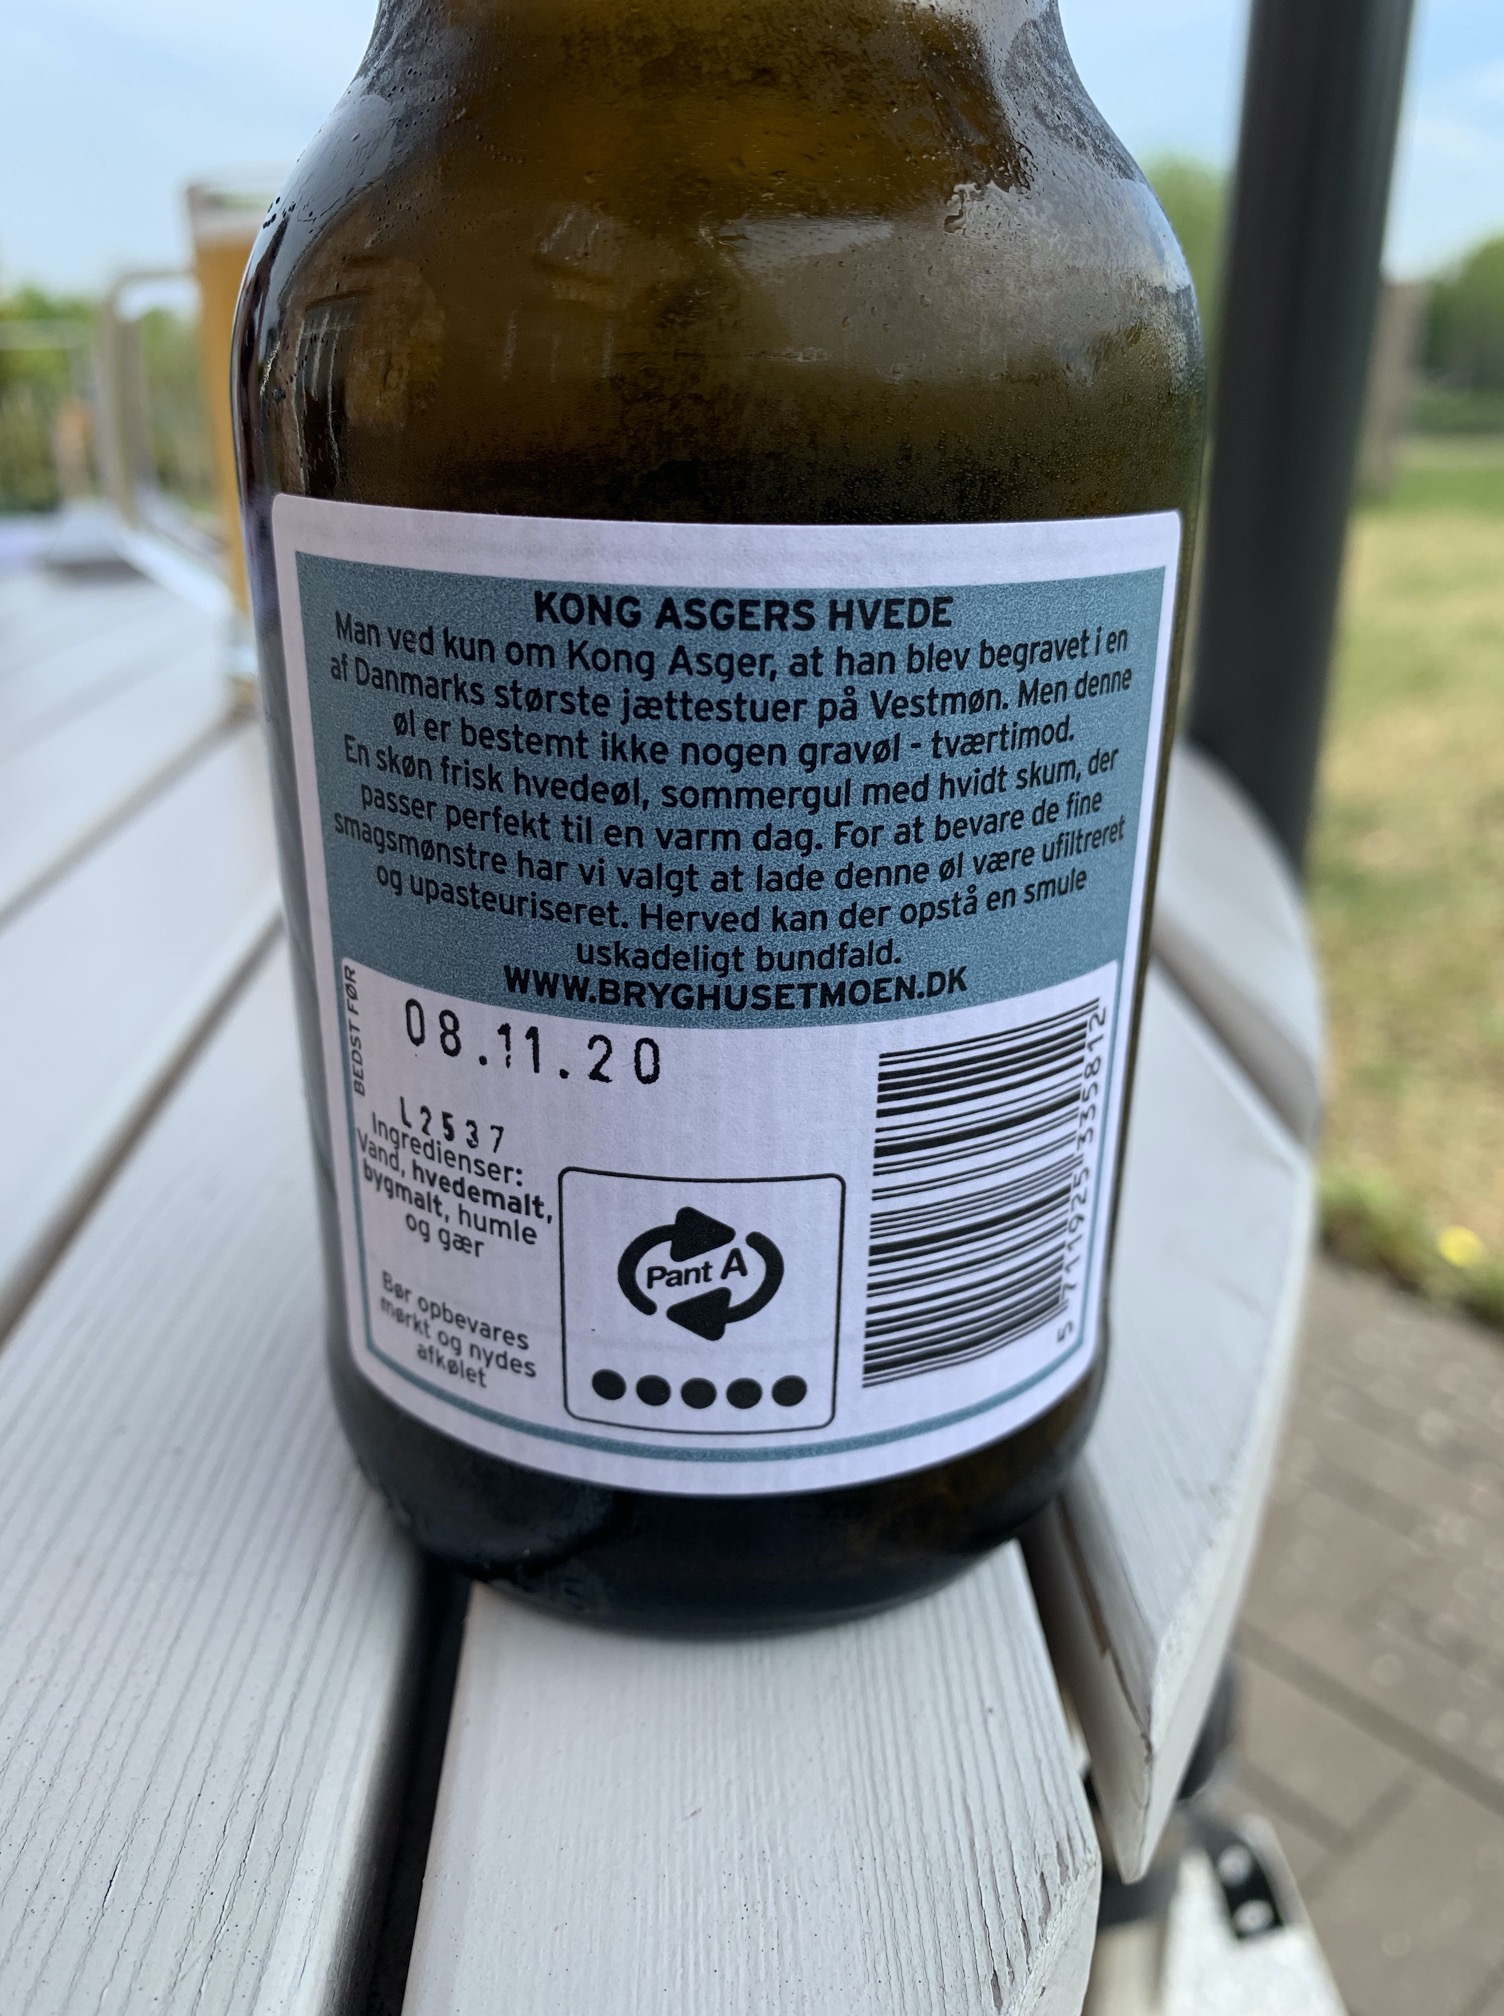 KONG ASGERS HVEDE
Man ved kun om Kong Asger, at han blev begravet i en
af Danmarks største jættestuer på Vestmøn. Men denne
øl er bestemt ikke nogen gravøl - tværtimod.
En skøn frisk hvedeøl, sommergul med hvidt skum, der
passer perfekt til en varm dag. For at bevare de fine
smagsmønstre har vi valgt at lade denne øl være ufiltreret
og upasteuriseret. Herved kan der opstå en smule
uskadeligt bundfald.
WWW.BRYGHUSETMOEN.DK
BEDST FØR
08.11.20
L2537
Ingredienser:
Vand, hvedemalt,
bygmalt, humle
og gær
Bør opbevares
mørkt og nydes
afkølet
Pant A
5 711925 335812